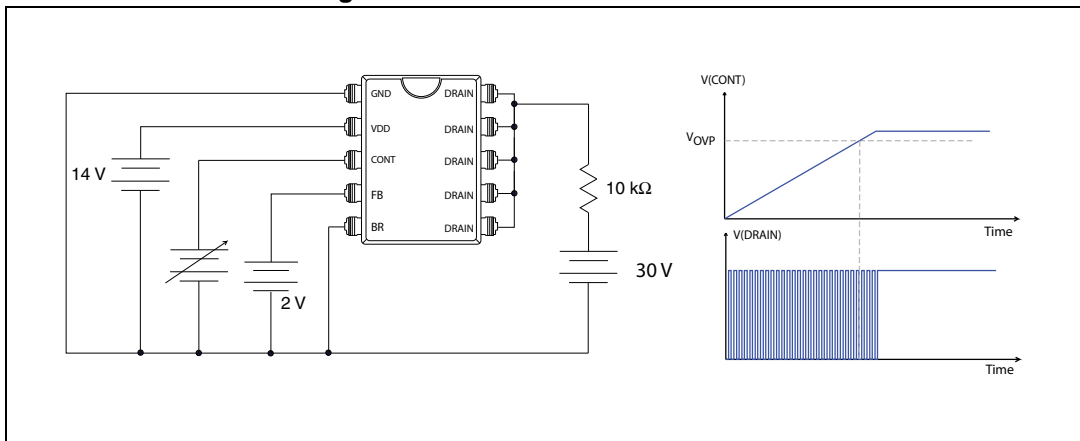 GND DRAIN
VDD DRAIN
CONT DRAIN
FB DRAIN
BR DRAIN
14 V
2 V
10 kΩ
30 V
V(CONT)
VOVP
Time
V(DRAIN)
Time